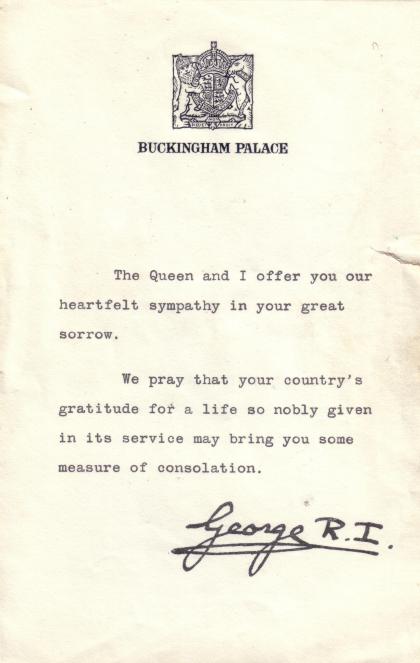 BUCKINGHAM PALACE
The Queen and I offer you our
heartfelt sympathy in your great
sorrow.
We pray that your country's
gratitude for a life so nobly given
in its service may bring you some
measure of consolation.
George R.I.